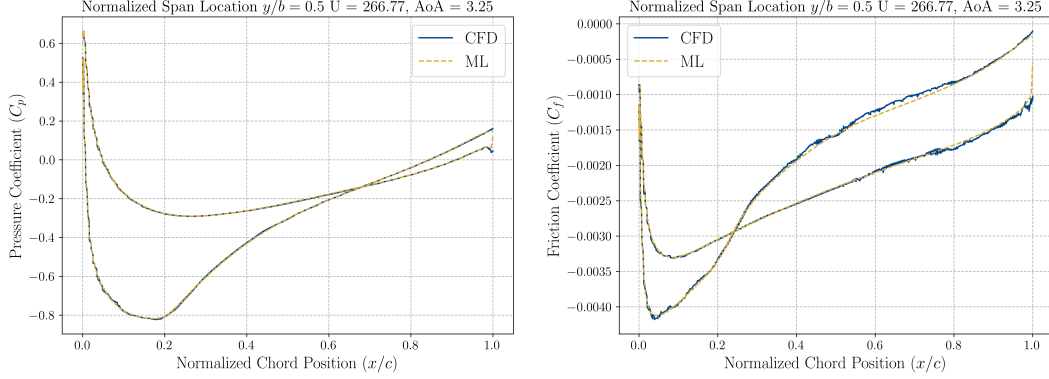 Normalized Span Location y/b = 0.5 U = 266.77, AoA = 3.25
CFD
ML
Pressure Coefficient (C_p)
0.6
0.4
0.2
0.0
−0.2
−0.4
−0.6
−0.8
0.0 0.2 0.4 0.6 0.8 1.0
Normalized Chord Position (x/c)
Normalized Span Location y/b = 0.5 U = 266.77, AoA = 3.25
CFD
ML
Friction Coefficient (C_f)
0.0000
−0.0005
−0.0010
−0.0015
−0.0020
−0.0025
−0.0030
−0.0035
−0.0040
0.0 0.2 0.4 0.6 0.8 1.0
Normalized Chord Position (x/c)